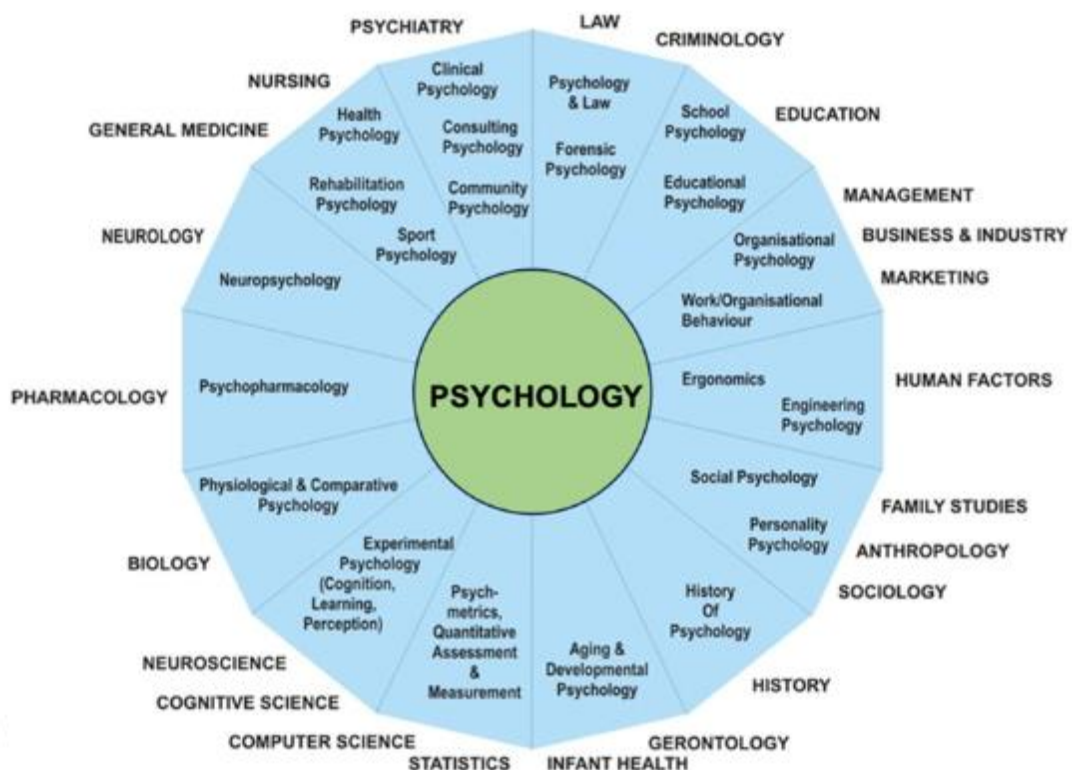 PSYCHIATRY
LAW
CRIMINOLOGY
NURSING
GENERAL MEDICINE
EDUCATION
MANAGEMENT
BUSINESS & INDUSTRY
MARKETING
NEUROLOGY
PHARMACOLOGY
HUMAN FACTORS
FAMILY STUDIES
ANTHROPOLOGY
SOCIOLOGY
BIOLOGY
NEUROSCIENCE
COGNITIVE SCIENCE
COMPUTER SCIENCE
STATISTICS
INFANT HEALTH
GERONTOLOGY
HISTORY
Clinical
Psychology
Consulting
Psychology
Community
Psychology
Psychology
& Law
Forensic
Psychology
School
Psychology
Educational
Psychology
Organisational
Psychology
Work/Organisational
Behaviour
Ergonomics
Engineering
Psychology
Social Psychology
Personality
Psychology
History
Of
Psychology
Aging &
Developmental
Psychology
Psych-
metrics,
Quantitative
Assessment
&
Measurement
Experimental
Psychology
(Cognition,
Learning,
Perception)
Physiological & Comparative
Psychology
Psychopharmacology
Neuropsychology
Health
Psychology
Rehabilitation
Psychology
Sport
Psychology
PSYCHOLOGY